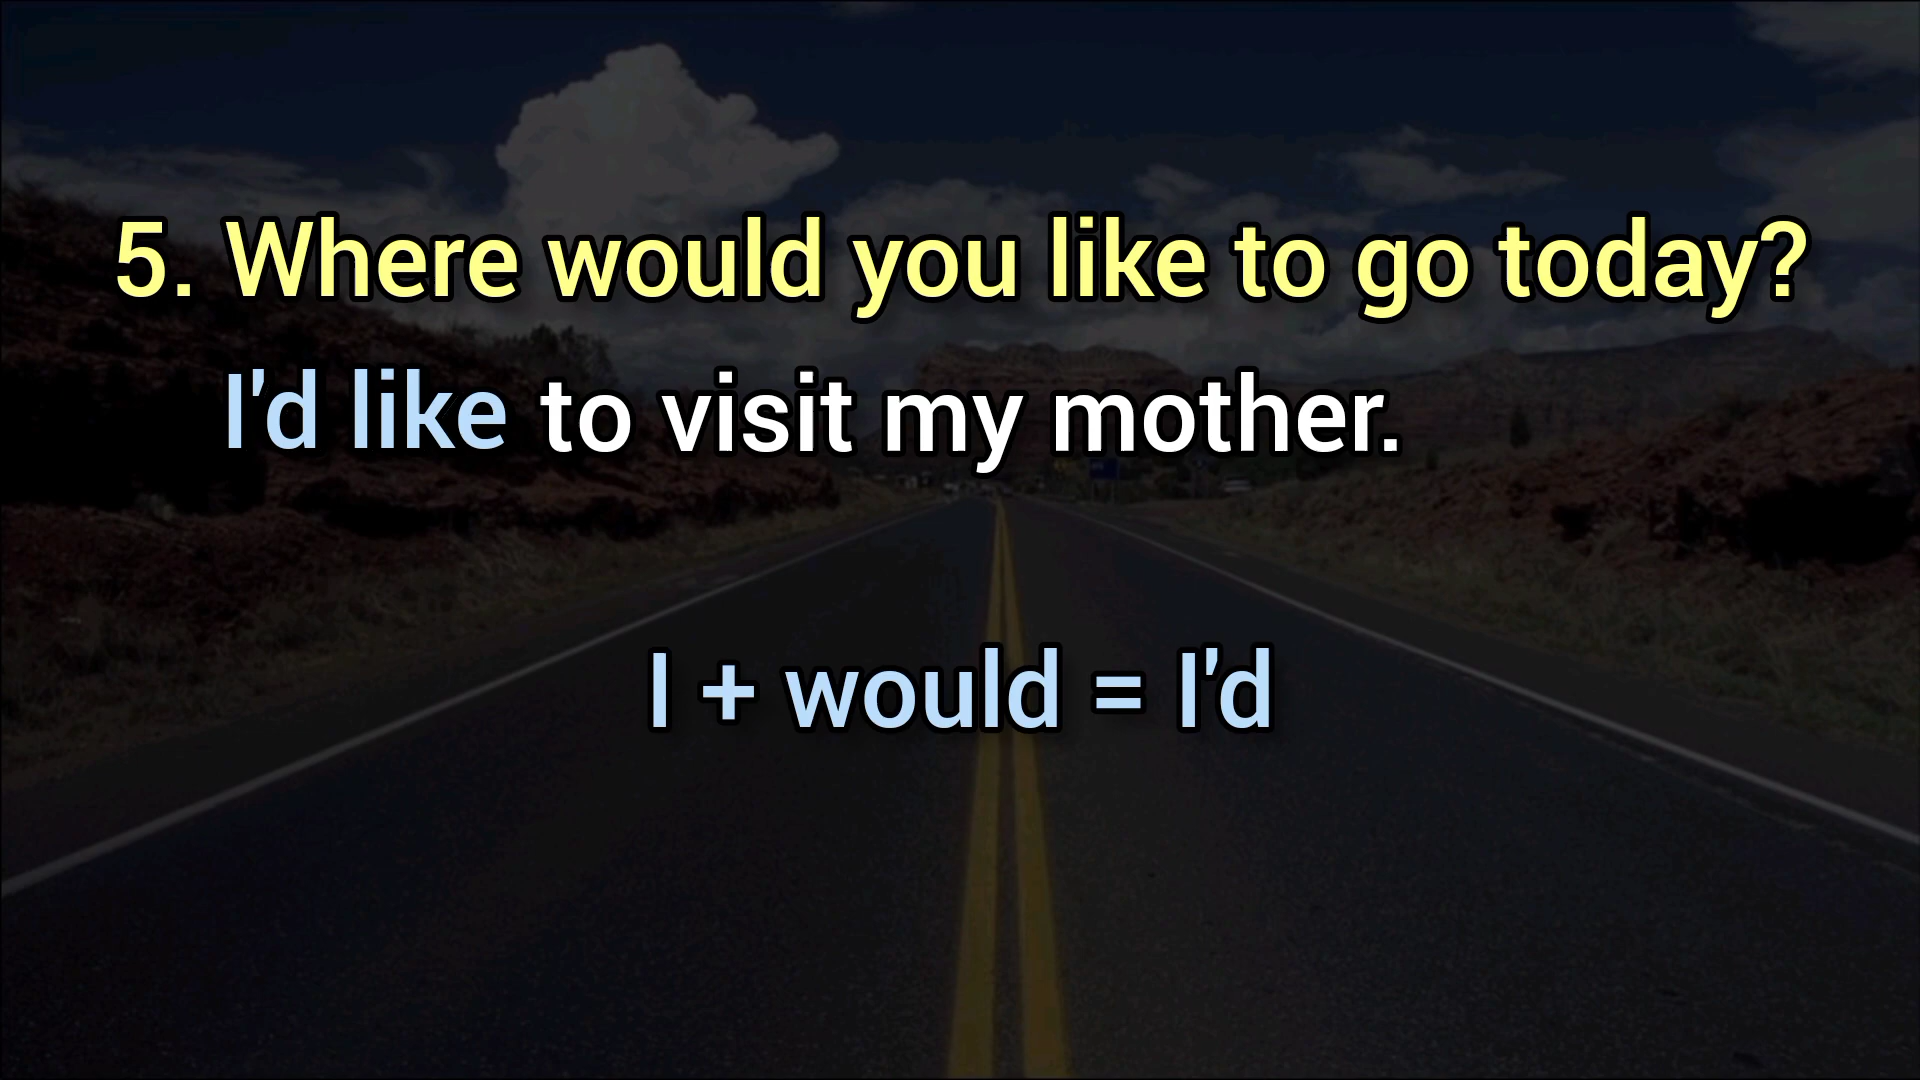 5. Where would you like to go today?
I'd like to visit my mother.
I + would = I'd